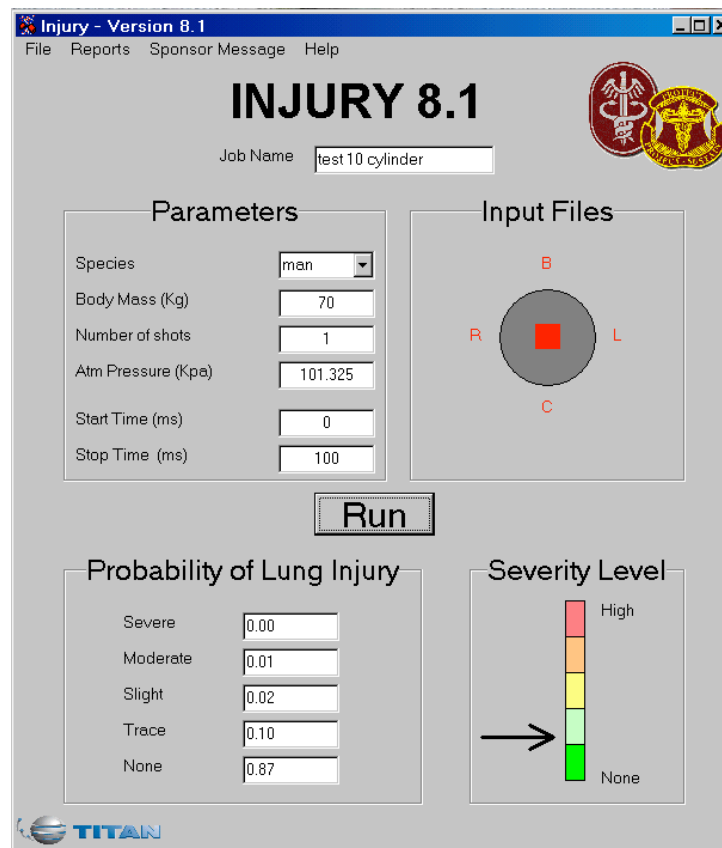 Injury - Version 8.1
File Reports Sponsor Message Help
INJURY 8.1
PROTECT
PROJECT - SUSTAIN
Job Name test 10 cylinder
Parameters
Species man
Body Mass (Kg) 70
Number of shots 1
Atm Pressure (Kpa) 101.325
Start Time (ms) 0
Stop Time (ms) 100
Input Files
B
R L
C
Run
Probability of Lung Injury
Severe 0.00
Moderate 0.01
Slight 0.02
Trace 0.10
None 0.87
Severity Level
High
None
TITAN